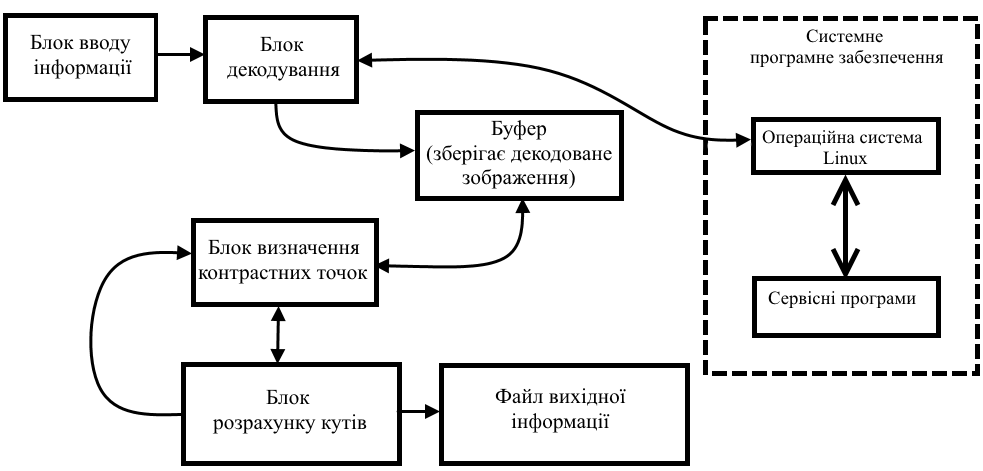 Блок вводу
інформації
Блок
декодування
Системне
програмне забезпечення
Буфер
(зберігає декодоване
зображення)
Операційна система
Linux
Блок визначення
контрастних точок
Сервісні програми
Блок
розрахунку кутів
Файл вихідної
інформації